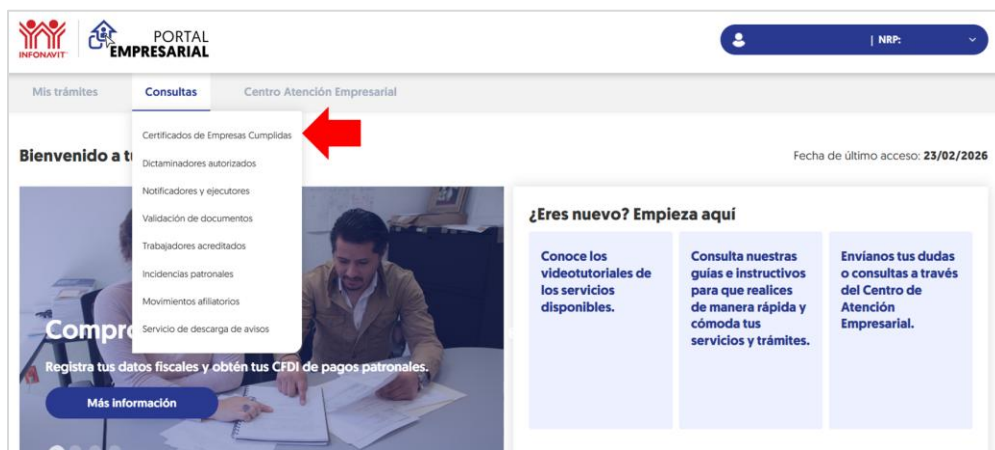 INFONAVIT
PORTAL
EMPRESARIAL
| NRP:
Mis trámites
Consultas
Centro Atención Empresarial
Certificados de Empresas Cumplidas
Dictaminadores autorizados
Notificadores y ejecutores
Validación de documentos
Trabajadores acreditados
Incidencias patronales
Movimientos afiliatorios
Servicio de descarga de avisos
Bienvenido a t
Fecha de último acceso: 23/02/2026
Compro
Registra tus datos fiscales y obtén tus CFDI de pagos patronales.
Más información
¿Eres nuevo? Empieza aquí
Conoce los
videotutoriales de
los servicios
disponibles.
Consulta nuestras
guías e instructivos
para que realices
de manera rápida y
cómoda tus
servicios y trámites.
Envíanos tus dudas
o consultas a través
del Centro de
Atención
Empresarial.